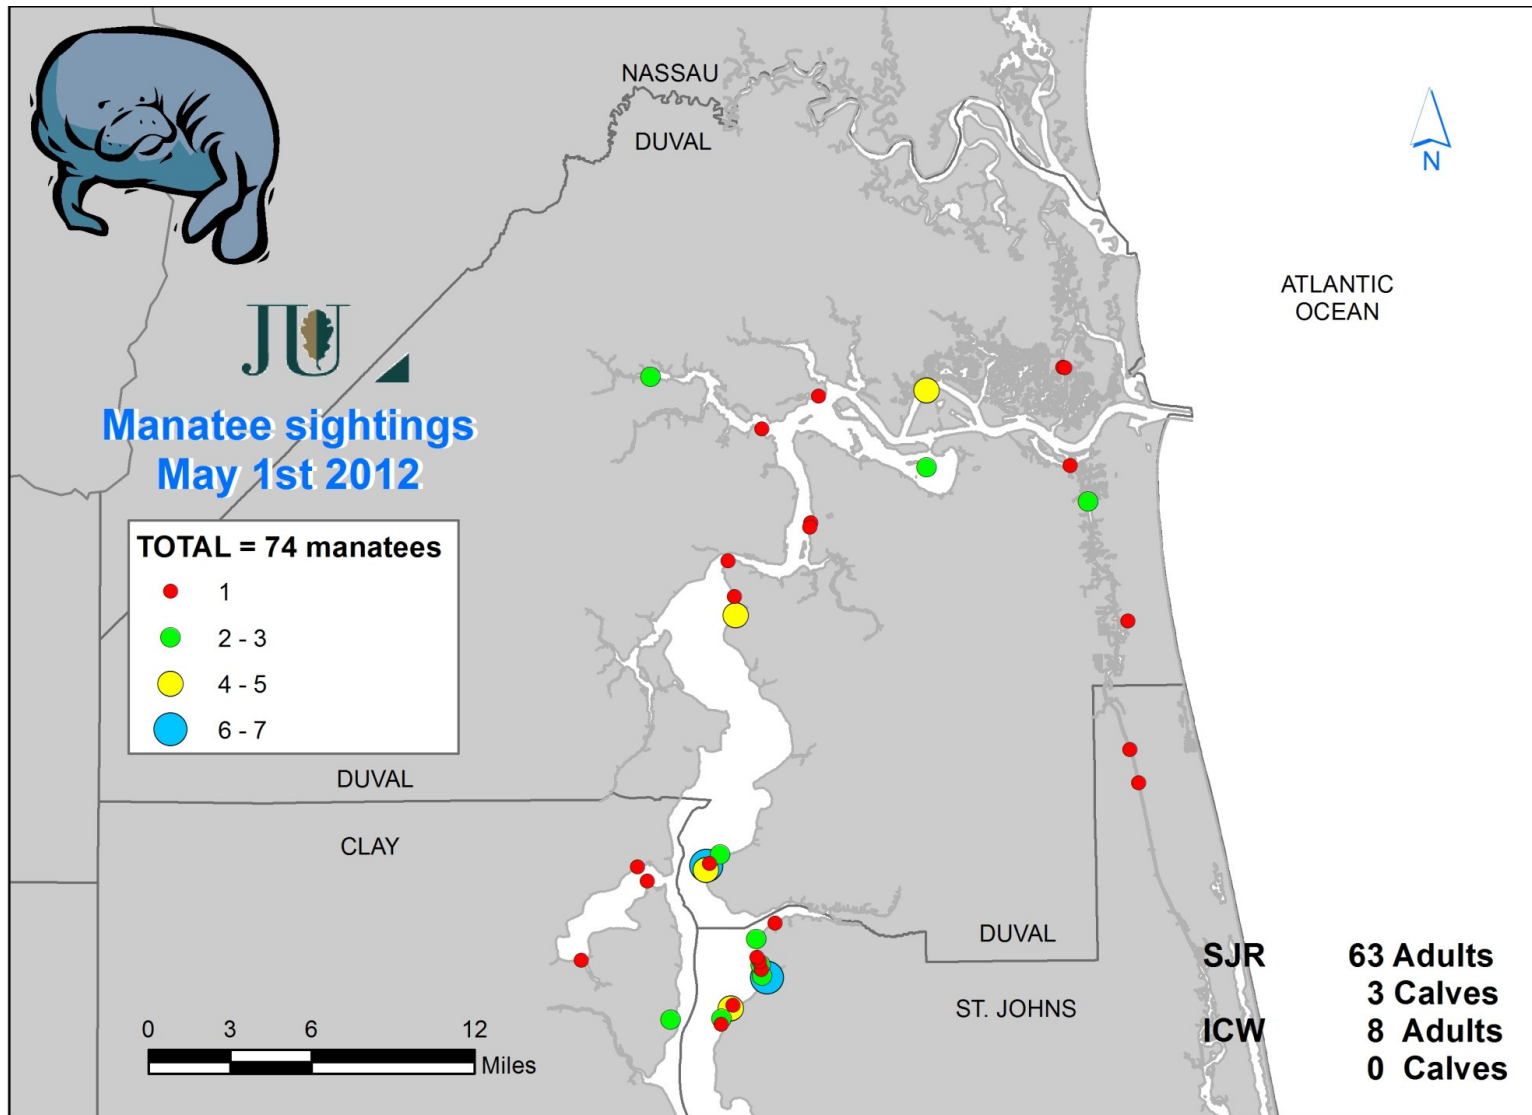 NASSAU
DUVAL
N
ATLANTIC
OCEAN
JU
Manatee sightings
May 1st 2012
TOTAL = 74 manatees
1
2 - 3
4 - 5
6 - 7
DUVAL
CLAY
DUVAL
ST. JOHNS
SJR 63 Adults
3 Calves
ICW 8 Adults
0 Calves
0 3 6 12
Miles